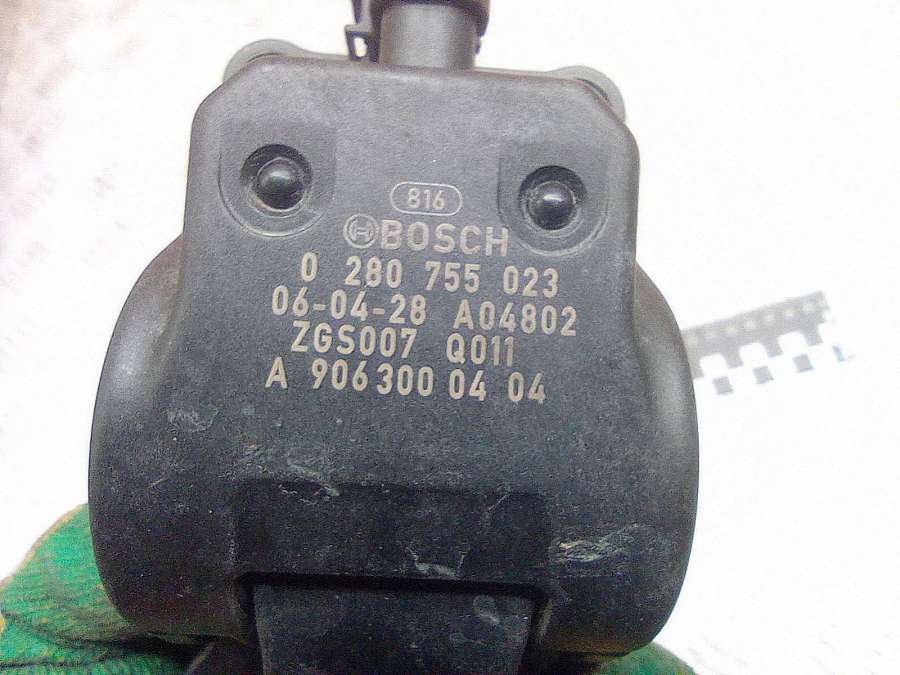 816
BOSCH
0 280 755 023
06-04-28 A04802
ZGS007 Q011
A 906 300 04 04